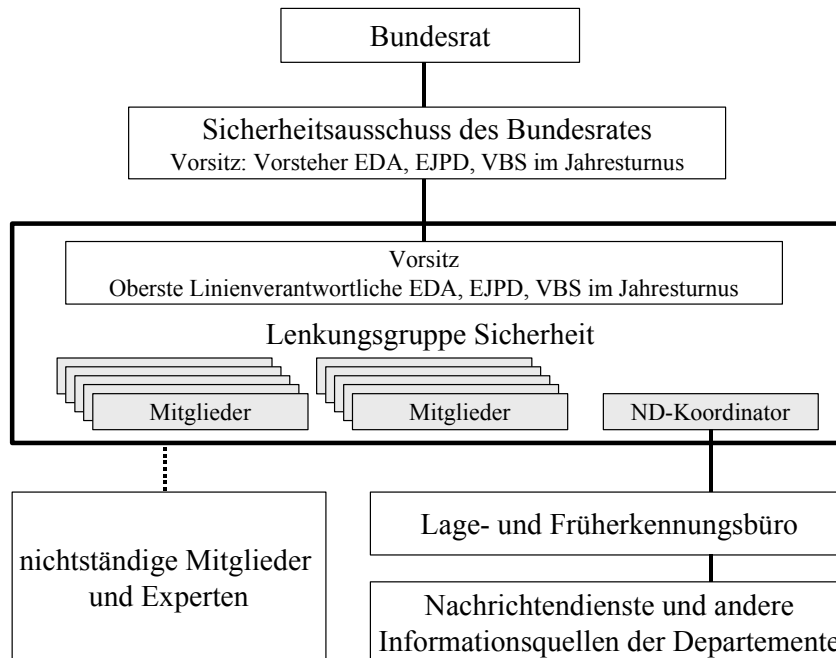 Bundesrat
Sicherheitsausschuss des Bundesrates
Vorsitz: Vorsteher EDA, EJPD, VBS im Jahresturnus
Vorsitz
Oberste Linienverantwortliche EDA, EJPD, VBS im Jahresturnus
Lenkungsgruppe Sicherheit
Mitglieder
Mitglieder
ND-Koordinator
nichtständige Mitglieder
und Experten
Lage- und Früherkennungsbüro
Nachrichtendienste und andere
Informationsquellen der Departemente